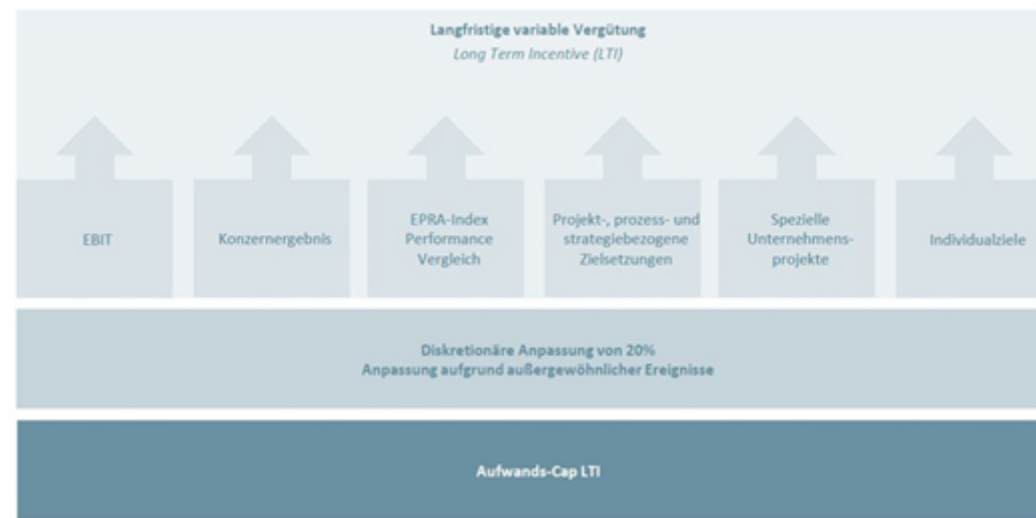 Langfristige variable Vergütung
Long Term Incentive (LTI)
EBIT
Konzernergebnis
EPRA-Index
Performance
Vergleich
Projekt-, prozess- und
strategiebezogene
Zielsetzungen
Spezielle
Unternehmens-
projekte
Individualziele
Diskretionäre Anpassung von 20%
Anpassung aufgrund außergewöhnlicher Ereignisse
Aufwands-Cap LTI